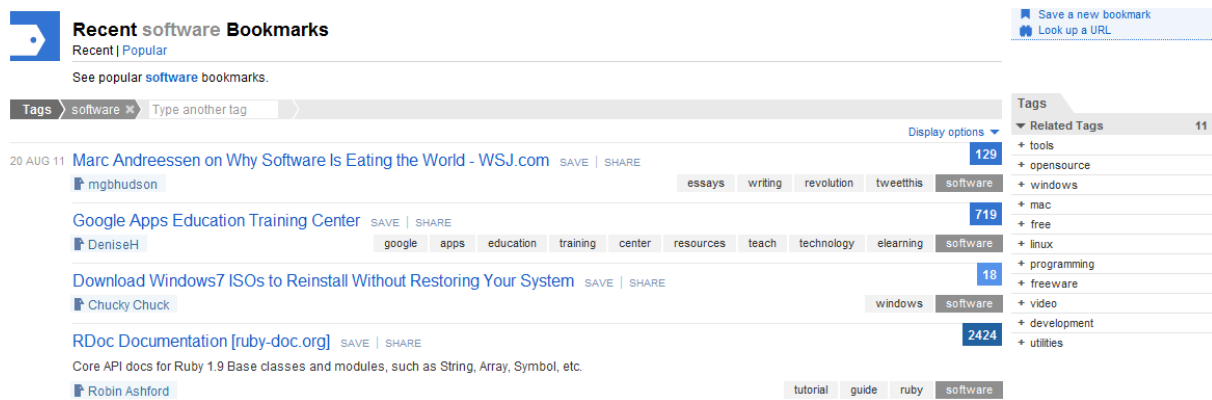 Recent software Bookmarks
Recent | Popular
See popular software bookmarks.
Tags software Type another tag
Display options
20 AUG 11 Marc Andreessen on Why Software Is Eating the World - WSJ.com SAVE | SHARE 129
mgbhudson essays writing revolution tweetthis software
Google Apps Education Training Center SAVE | SHARE 719
DeniseH google apps education training center resources teach technology elearning software
Download Windows7 ISOs to Reinstall Without Restoring Your System SAVE | SHARE 18
Chucky Chuck windows software
RDoc Documentation [ruby-doc.org] SAVE | SHARE 2424
Core API docs for Ruby 1.9 Base classes and modules, such as String, Array, Symbol, etc.
Robin Ashford tutorial guide ruby software
Save a new bookmark
Look up a URL
Tags
Related Tags 11
+ tools
+ opensource
+ windows
+ mac
+ free
+ linux
+ programming
+ freeware
+ video
+ development
+ utilities